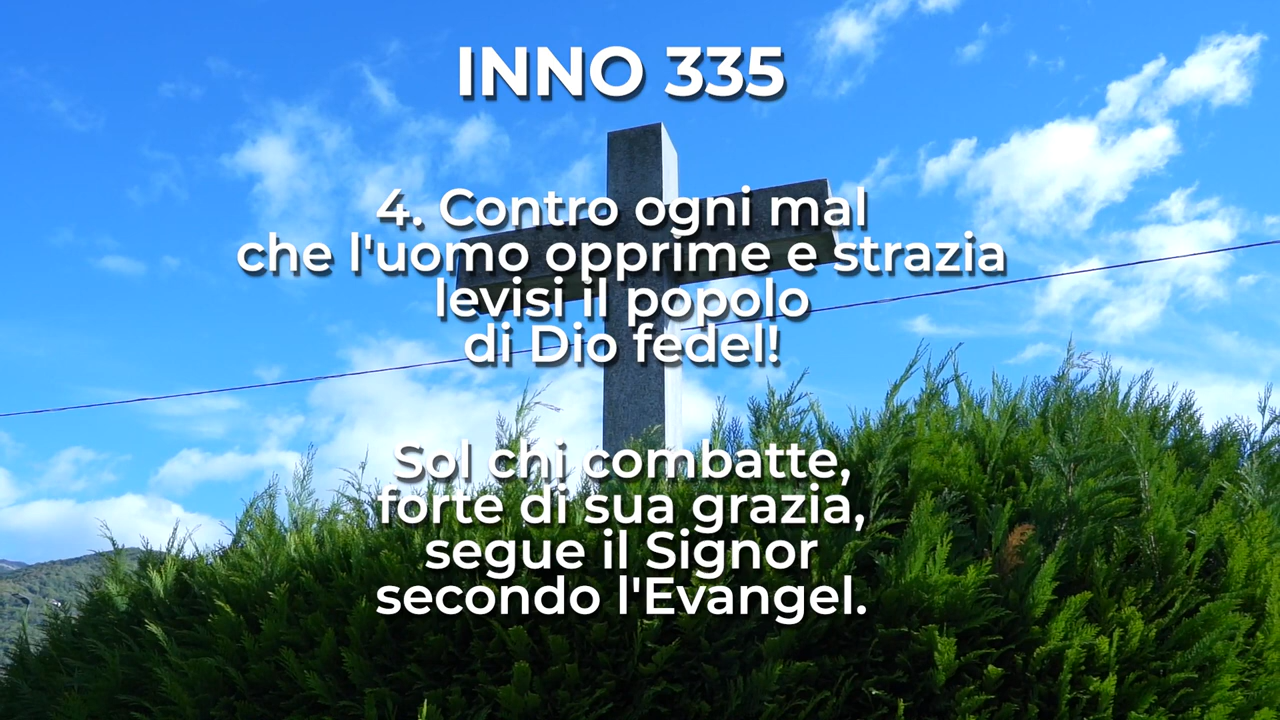 INNO 335
4. Contro ogni mal
che l'uomo opprime e strazia
levisi il popolo
di Dio fedel!
Sol chi combatte,
forte di sua grazia,
segue il Signor
secondo l'Evangel.